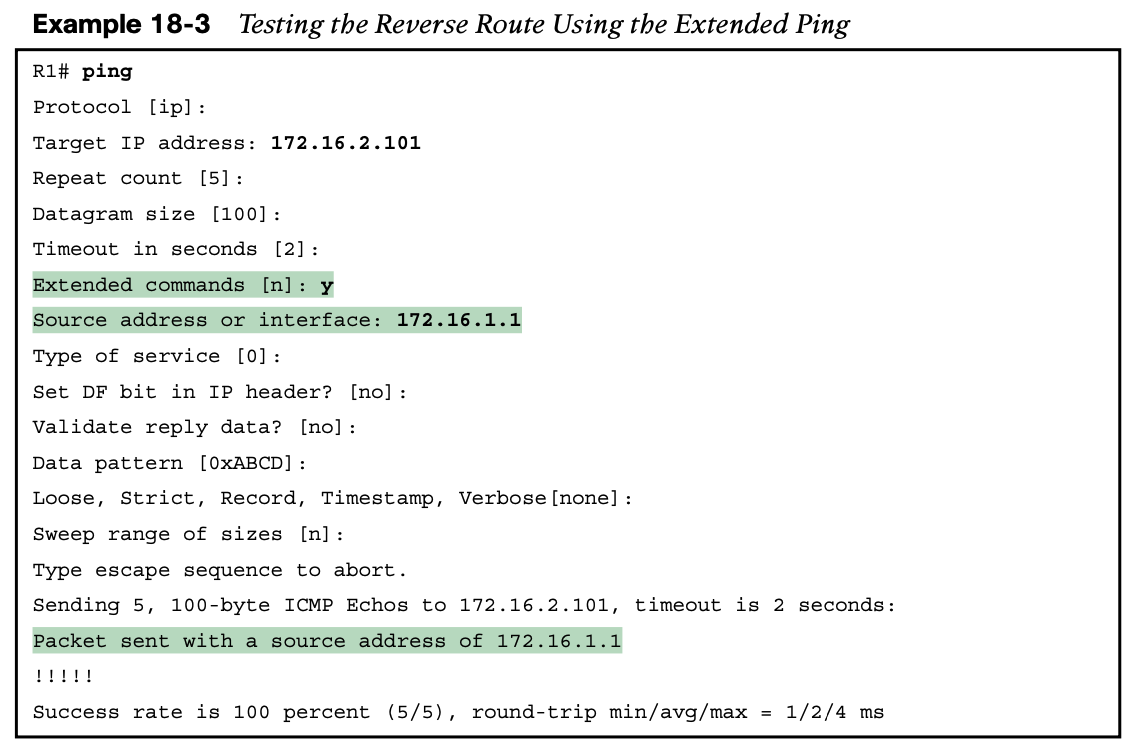 Example 18-3 Testing the Reverse Route Using the Extended Ping
R1# ping
Protocol [ip]:
Target IP address: 172.16.2.101
Repeat count [5]:
Datagram size [100]:
Timeout in seconds [2]:
Extended commands [n]: y
Source address or interface: 172.16.1.1
Type of service [0]:
Set DF bit in IP header? [no]:
Validate reply data? [no]:
Data pattern [0xABCD]:
Loose, Strict, Record, Timestamp, Verbose[none]:
Sweep range of sizes [n]:
Type escape sequence to abort.
Sending 5, 100-byte ICMP Echos to 172.16.2.101, timeout is 2 seconds:
Packet sent with a source address of 172.16.1.1
!!!!!
Success rate is 100 percent (5/5), round-trip min/avg/max = 1/2/4 ms